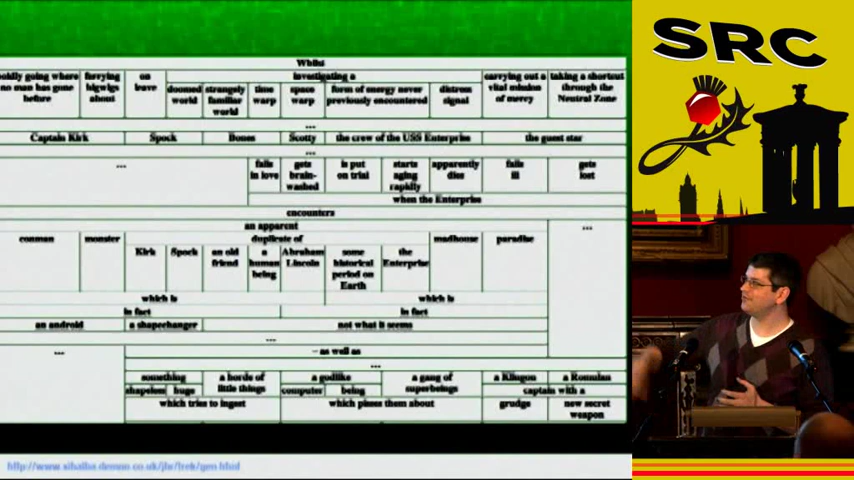 Whilst
oldly going where no man has gone before
ferrying bigwigs about
on leave
investigating a
doomed world
strangely familiar world
time warp
space warp
form of energy never previously encountered
distress signal
carrying out a vital mission of mercy
taking a shortcut through the Neutral Zone
...
Captain Kirk
Spock
Bones
Scotty
the crew of the USS Enterprise
the guest star
...
...
falls in love
gets brain-washed
is put on trial
starts aging rapidly
apparently dies
falls ill
gets lost
when the Enterprise
encounters
an apparent
...
conman
monster
duplicate of
madhouse
paradise
Kirk
Spock
an old friend
a human being
Abraham Lincoln
some historical period on Earth
the Enterprise
which is
which is
in fact
in fact
an android
a shapechanger
not what it seems
...
...
– as well as
...
something
a horde of little things
a godlike
a gang of superbeings
a Klingon
a Romulan
shapeless
huge
computer
being
captain with a
which tries to ingest
which pisses them about
grudge
new secret weapon
SRC